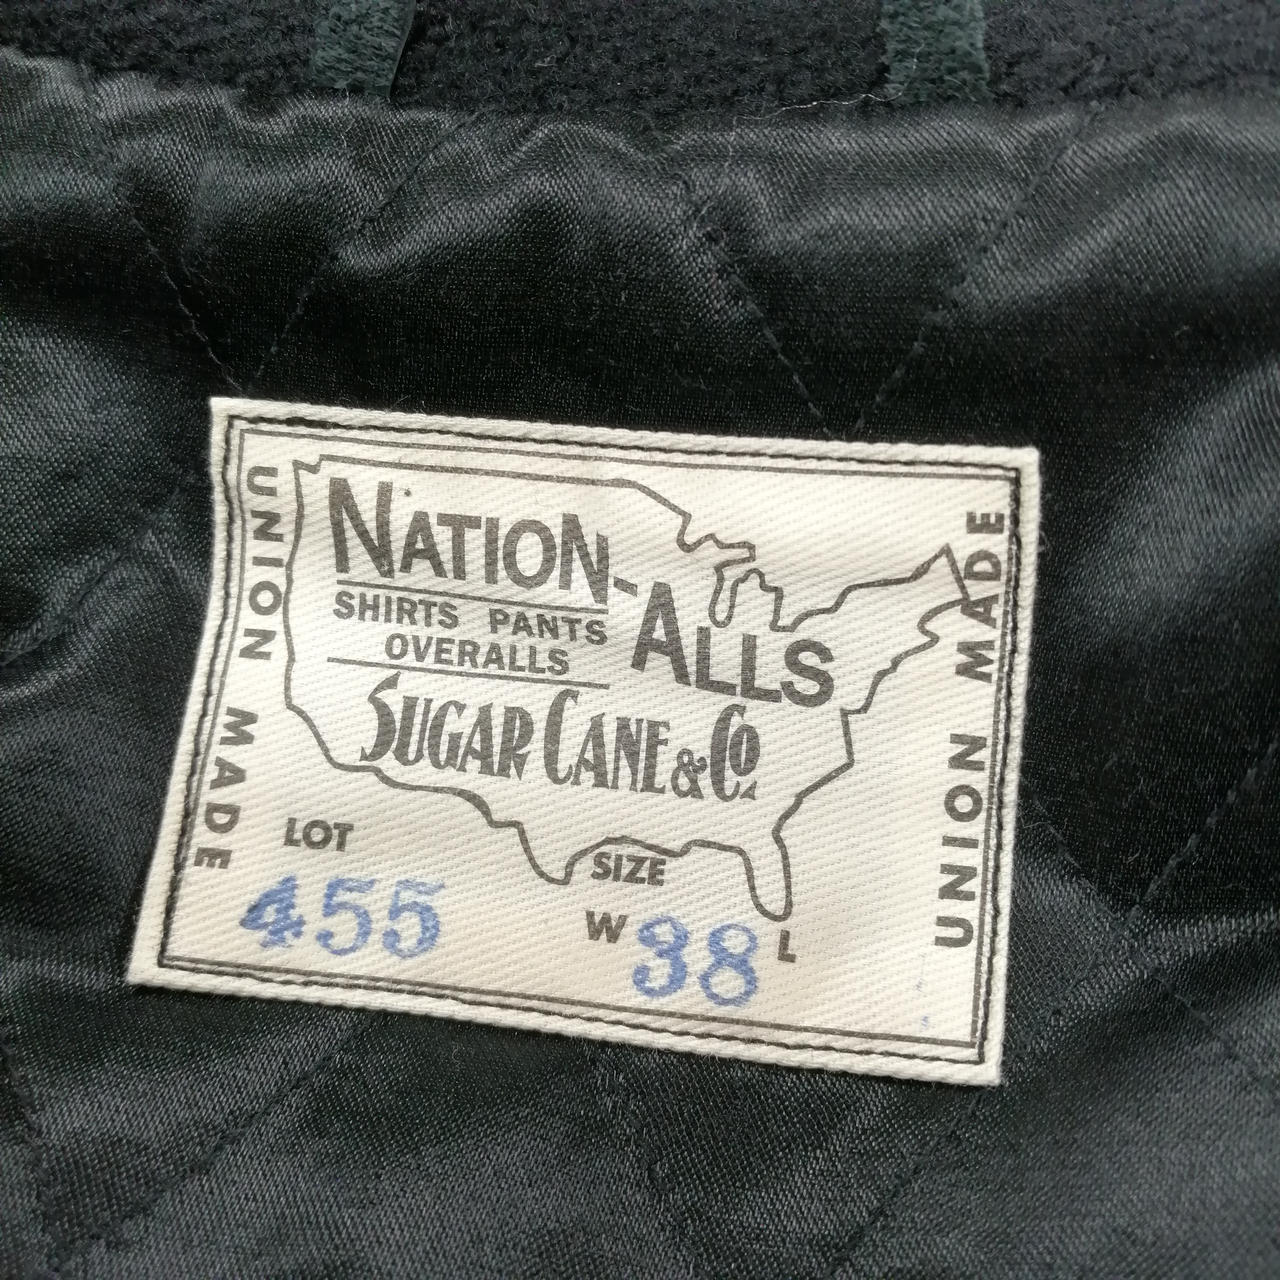 NATION-ALLS
SHIRTS PANTS
OVERALLS
SUGAR CANE & CO.
UNION MADE
UNION MADE
LOT
455
SIZE
W 38 L